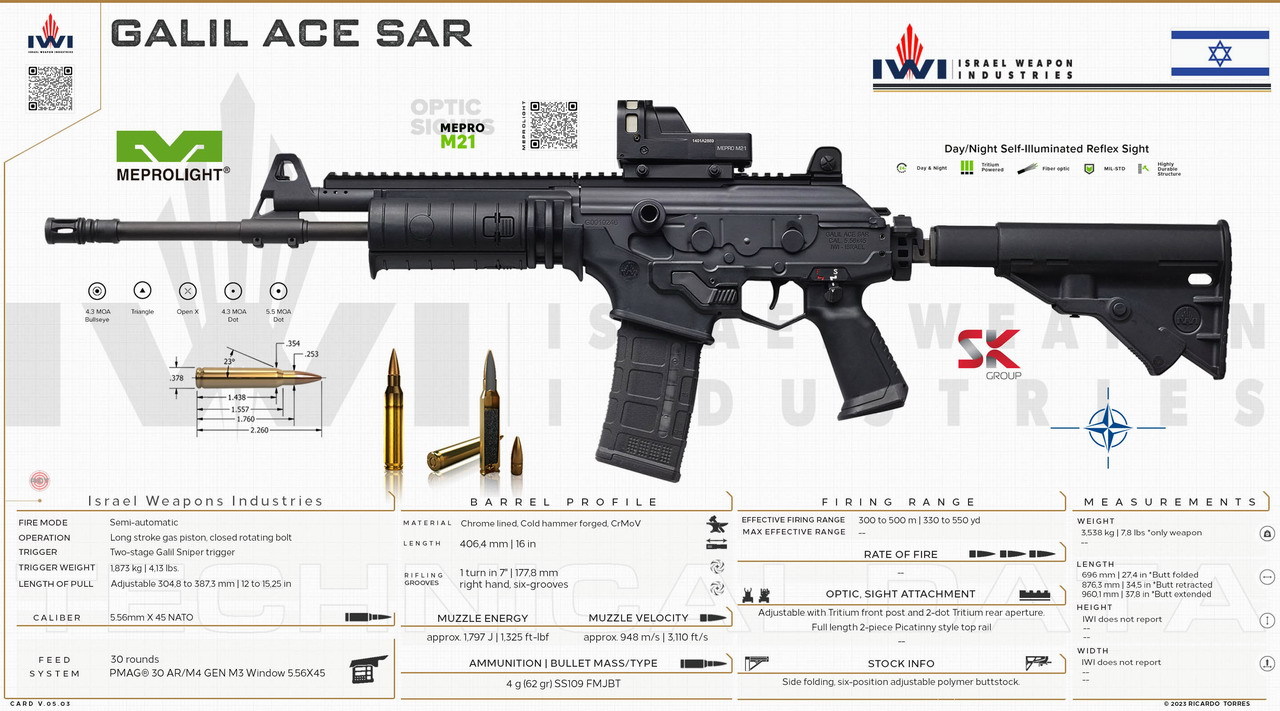 IWI
ISRAEL WEAPON INDUSTRIES
GALIL ACE SAR
IWI
ISRAEL WEAPON
INDUSTRIES
MEPROLIGHT®
OPTIC
SIGHTS
MEPRO
M21
MEPROLIGHT
MEPRO M21
Day/Night Self-Illuminated Reflex Sight
Day & Night
Tritium
Powered
Fiber optic
MIL-STD
Highly
Durable
Structure
GALIL ACE SAR
CAL. 5.56x45
IWI - ISRAEL
S
4.3 MOA
Bullseye
Triangle
Open X
4.3 MOA
Dot
5.5 MOA
Dot
.354
.253
23°
.378
1.438
1.557
1.760
2.260
SK
GROUP
IWI
ISRAEL WEAPON
INDUSTRIES
TECHNICAL DATA
Israel Weapons Industries
FIRE MODE Semi-automatic
OPERATION Long stroke gas piston, closed rotating bolt
TRIGGER Two-stage Galil Sniper trigger
TRIGGER WEIGHT 1,873 kg | 4,13 lbs.
LENGTH OF PULL Adjustable 304,8 to 387,3 mm | 12 to 15,25 in
CALIBER 5.56mm X 45 NATO
FEED
SYSTEM
30 rounds
PMAG® 30 AR/M4 GEN M3 Window 5.56X45
BARREL PROFILE
MATERIAL Chrome lined, Cold hammer forged, CrMoV
LENGTH 406,4 mm | 16 in
RIFLING
GROOVES
1 turn in 7" | 177,8 mm
right hand, six-grooves
MUZZLE ENERGY
MUZZLE VELOCITY
approx. 1,797 J | 1,325 ft-lbf
approx. 948 m/s | 3,110 ft/s
AMMUNITION | BULLET MASS/TYPE
4 g (62 gr) SS109 FMJBT
FIRING RANGE
EFFECTIVE FIRING RANGE 300 to 500 m | 330 to 550 yd
MAX EFFECTIVE RANGE --
RATE OF FIRE
--
OPTIC, SIGHT ATTACHMENT
Adjustable with Tritium front post and 2-dot Tritium rear aperture.
Full length 2-piece Picatinny style top rail
--
STOCK INFO
Side folding, six-position adjustable polymer buttstock.
MEASUREMENTS
WEIGHT
3,538 kg | 7.8 lbs *only weapon
--
LENGTH
696 mm | 27.4 in *Butt folded
876,3 mm | 34,5 in *Butt retracted
960,1 mm | 37.8 in *Butt extended
HEIGHT
IWI does not report
--
--
WIDTH
IWI does not report
--
--
CARD V.05.03
© 2023 RICARDO TORRES